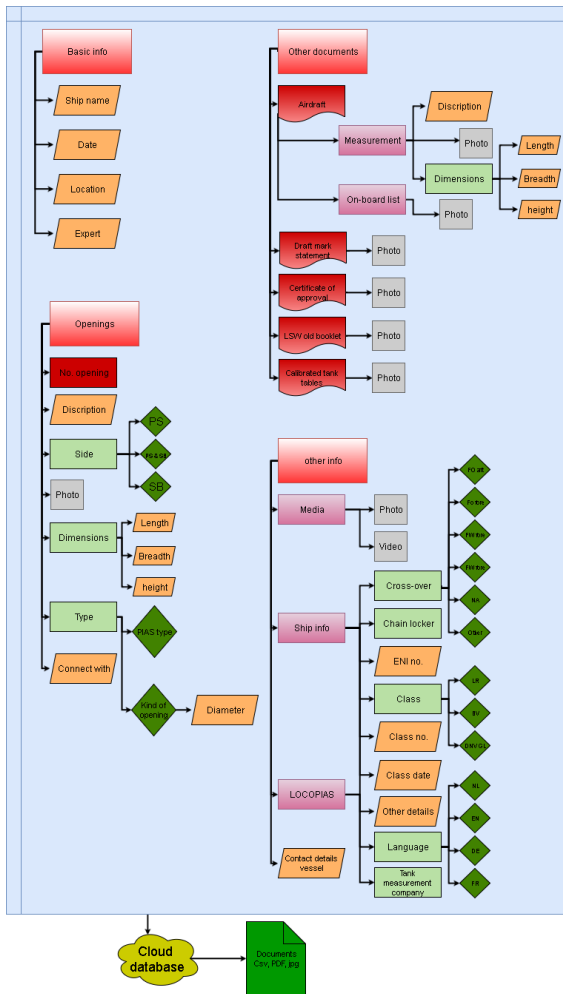 Basic info
Ship name
Date
Location
Expert
Openings
No. opening
Discription
Side
PS
PS & SB
SB
Photo
Dimensions
Length
Breadth
height
Type
PIAS type
Connect with
Kind of
opening
Diameter
Other documents
Airdraft
Measurement
Discription
Photo
Dimensions
Length
Breadth
height
On-board list
Photo
Draft mark
statement
Photo
Certificate of
approval
Photo
LSW old booklet
Photo
Calibrated tank
tables
Photo
other info
Media
Photo
Video
Ship info
Cross-over
NA
Other
Chain locker
ENI no.
Class
LR
BV
DNV GL
Class no.
Class date
LOCOPIAS
Other details
Language
NL
EN
DE
FR
Tank
measurement
company
Contact details
vessel
Cloud
database
Documents
Csv, PDF, jpg